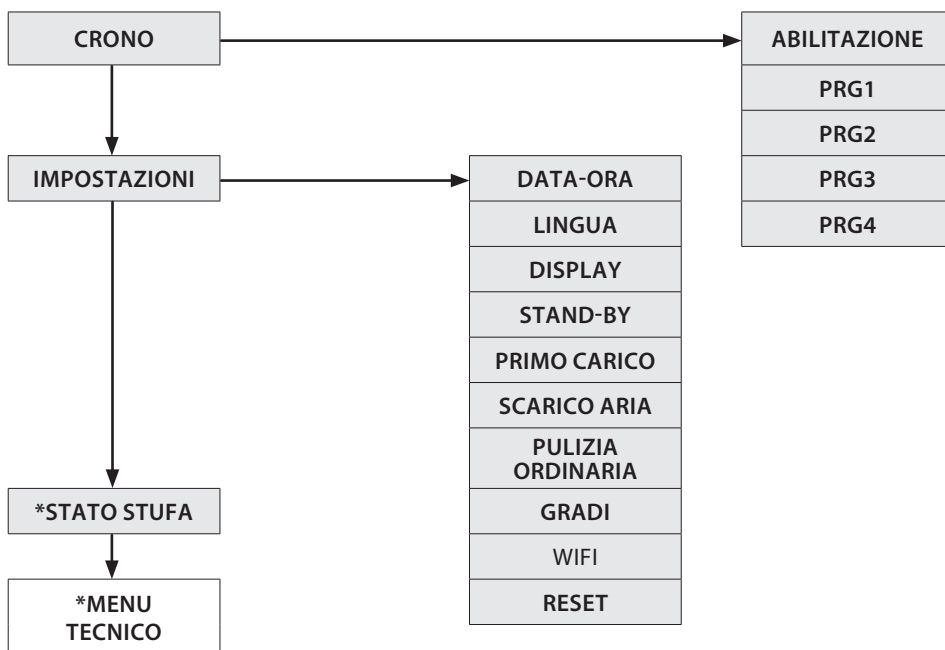 CRONO
ABILITAZIONE
PRG1
PRG2
IMPOSTAZIONI
DATA-ORA
PRG3
LINGUA
PRG4
DISPLAY
STAND-BY
PRIMO CARICO
SCARICO ARIA
PULIZIA
ORDINARIA
*STATO STUFA
GRADI
WIFI
*MENU
TECNICO
RESET